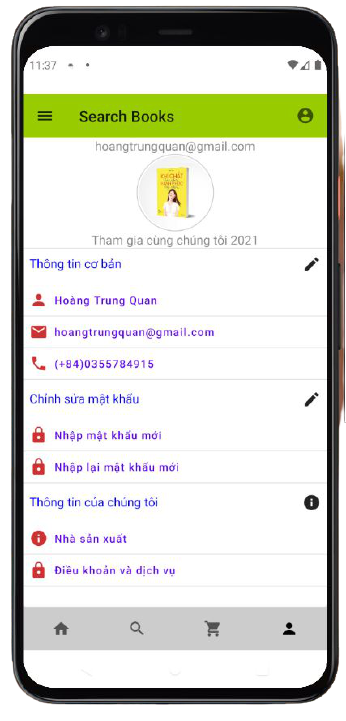 11:37
Search Books
hoangtrungquan@gmail.com
Tham gia cùng chúng tôi 2021
Thông tin cơ bản
Hoàng Trung Quan
hoangtrungquan@gmail.com
(+84)0355784915
Chỉnh sửa mật khẩu
Nhập mật khẩu mới
Nhập lại mật khẩu mới
Thông tin của chúng tôi
Nhà sản xuất
Điều khoản và dịch vụ